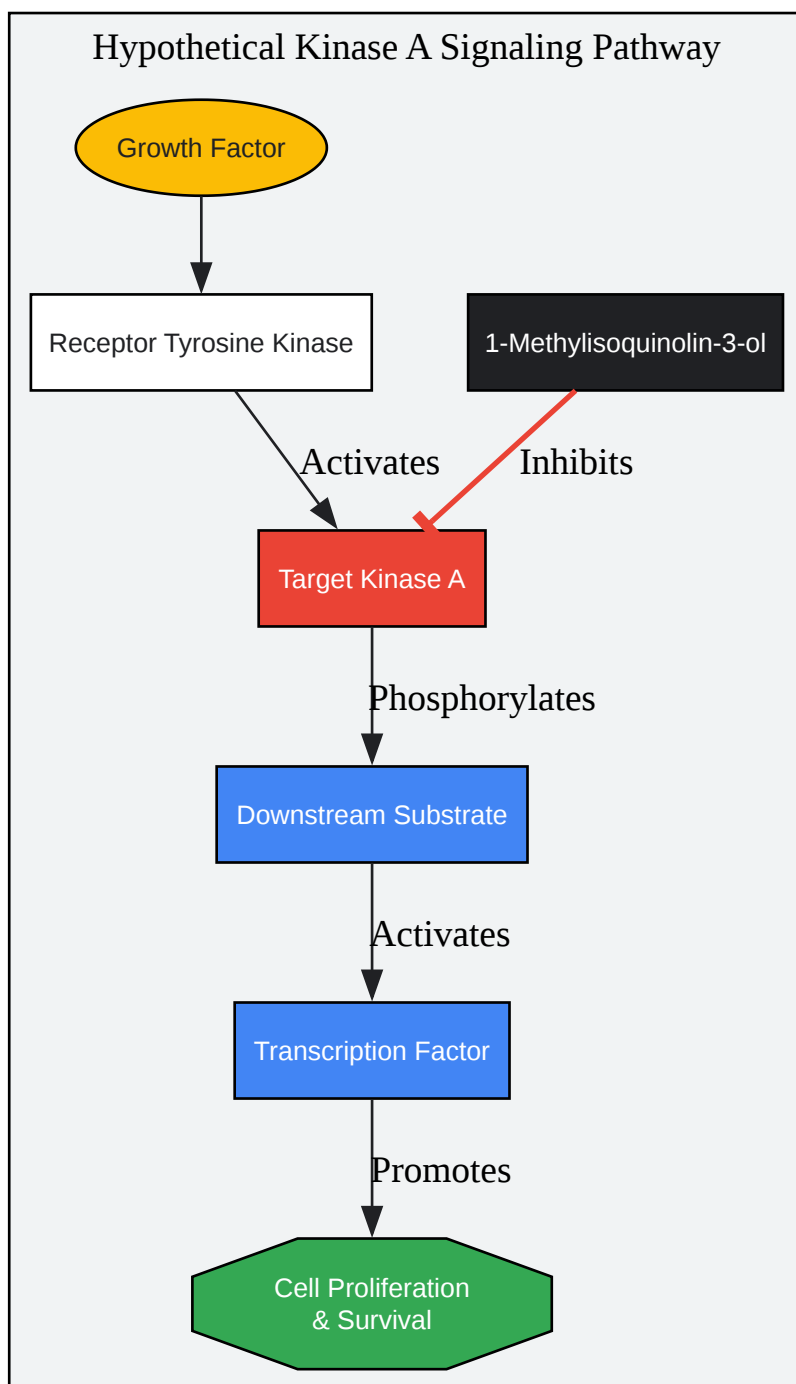 Hypothetical Kinase A Signaling Pathway
Growth Factor
Receptor Tyrosine Kinase
1-Methylisoquinolin-3-ol
Activates
Inhibits
Target Kinase A
Phosphorylates
Downstream Substrate
Activates
Transcription Factor
Promotes
Cell Proliferation
& Survival